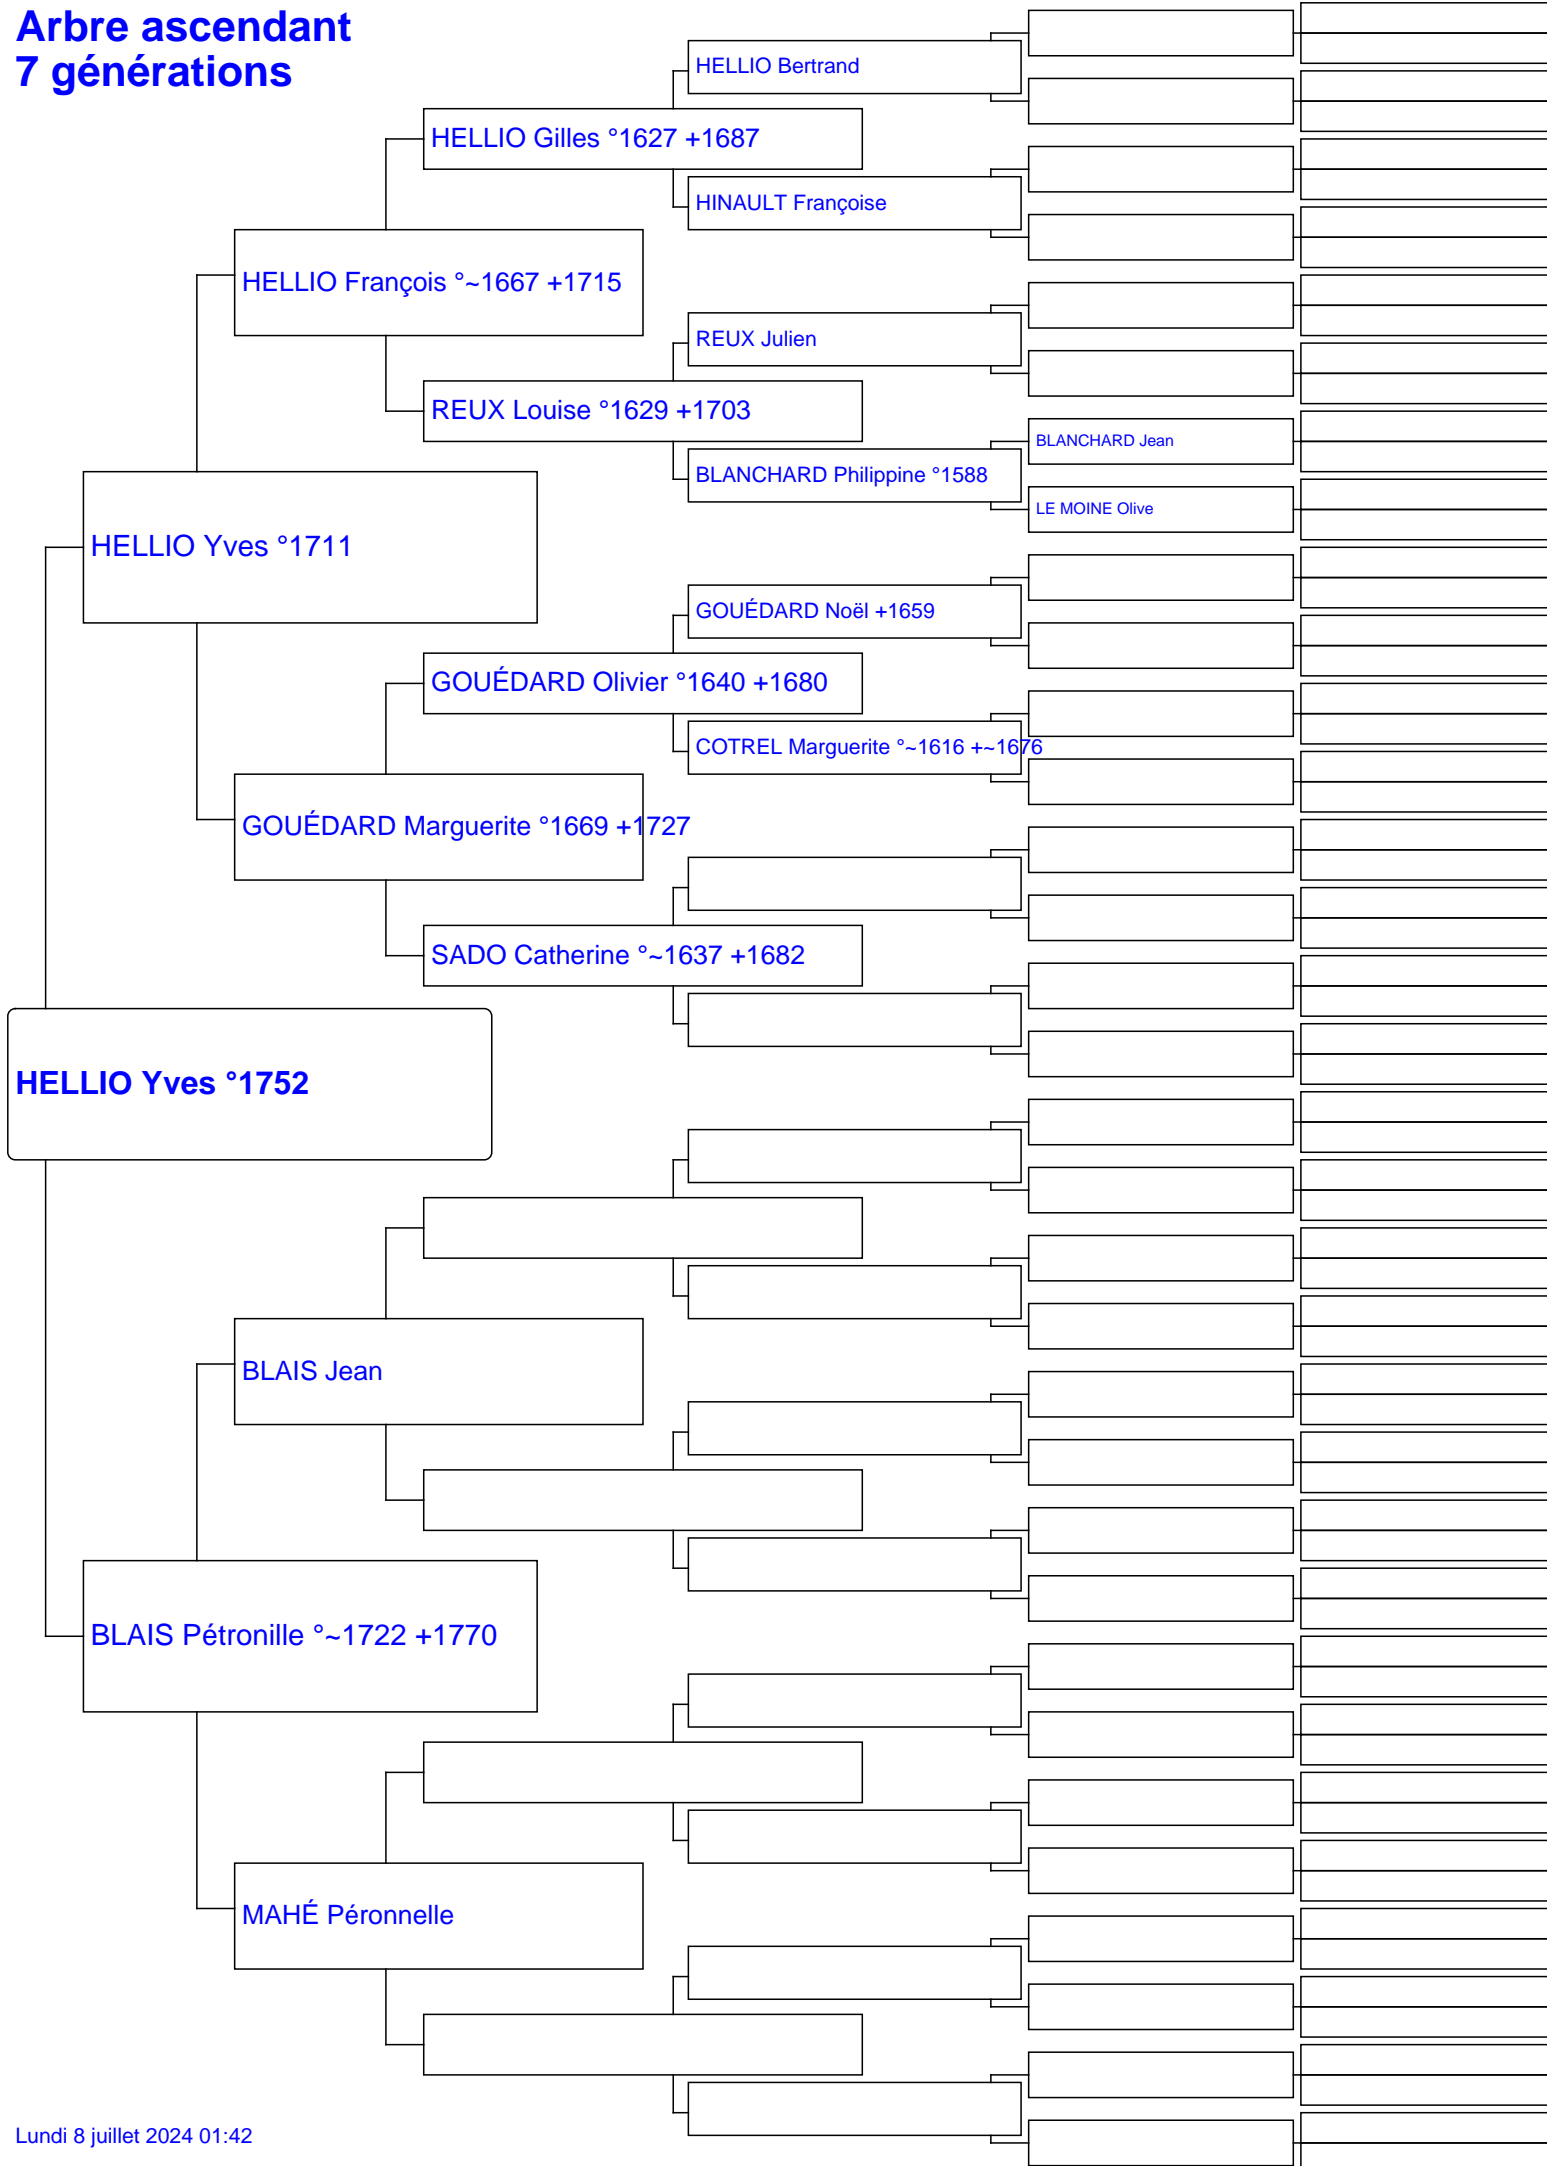 Arbre ascendant
7 générations
HELLIO Bertrand
HELLIO Gilles °1627 +1687
HINAULT Françoise
HELLIO François °~1667 +1715
REUX Julien
REUX Louise °1629 +1703
BLANCHARD Jean
BLANCHARD Philippine °1588
LE MOINE Olive
HELLIO Yves °1711
GOUÉDARD Noël +1659
GOUÉDARD Olivier °1640 +1680
COTREL Marguerite °~1616 +~1676
GOUÉDARD Marguerite °1669 +1727
SADO Catherine °~1637 +1682
HELLIO Yves °1752
BLAIS Jean
BLAIS Pétronille °~1722 +1770
MAHÉ Péronnelle
Lundi 8 juillet 2024 01:42